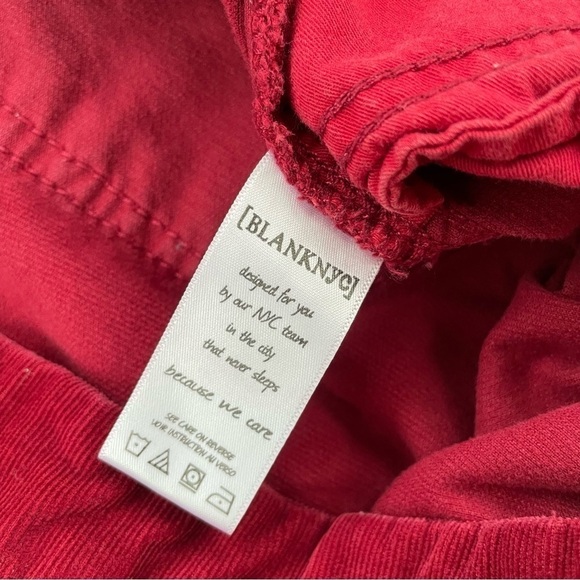 [BLANKNYC]
designed for you
by our NYC team
in the city
that never sleeps
because we care
SEE CARE ON REVERSE
VOIR INSTRUCTION AU VERSO